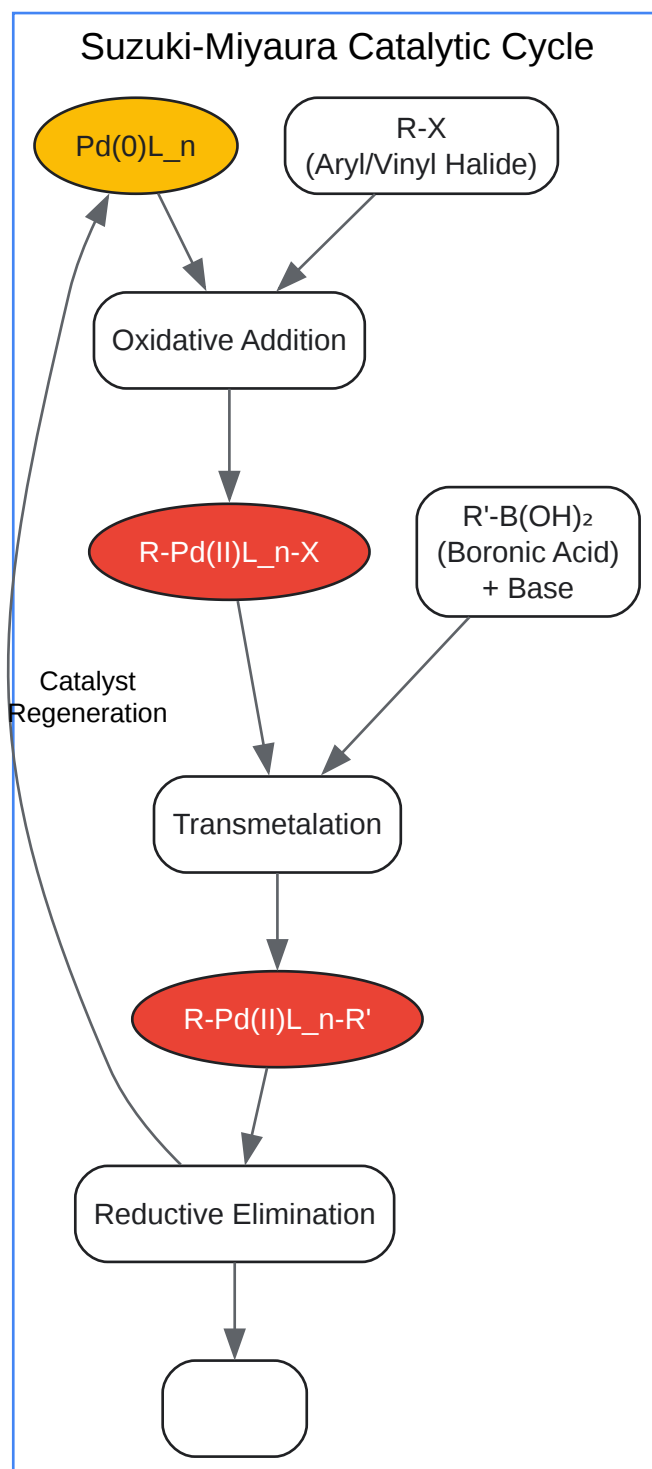 Suzuki-Miyaura Catalytic Cycle
Pd(0)L_n
R-X
(Aryl/Vinyl Halide)
Oxidative Addition
R-Pd(II)L_n-X
R'-B(OH)₂
(Boronic Acid)
+ Base
Catalyst
Regeneration
Transmetalation
R-Pd(II)L_n-R'
Reductive Elimination